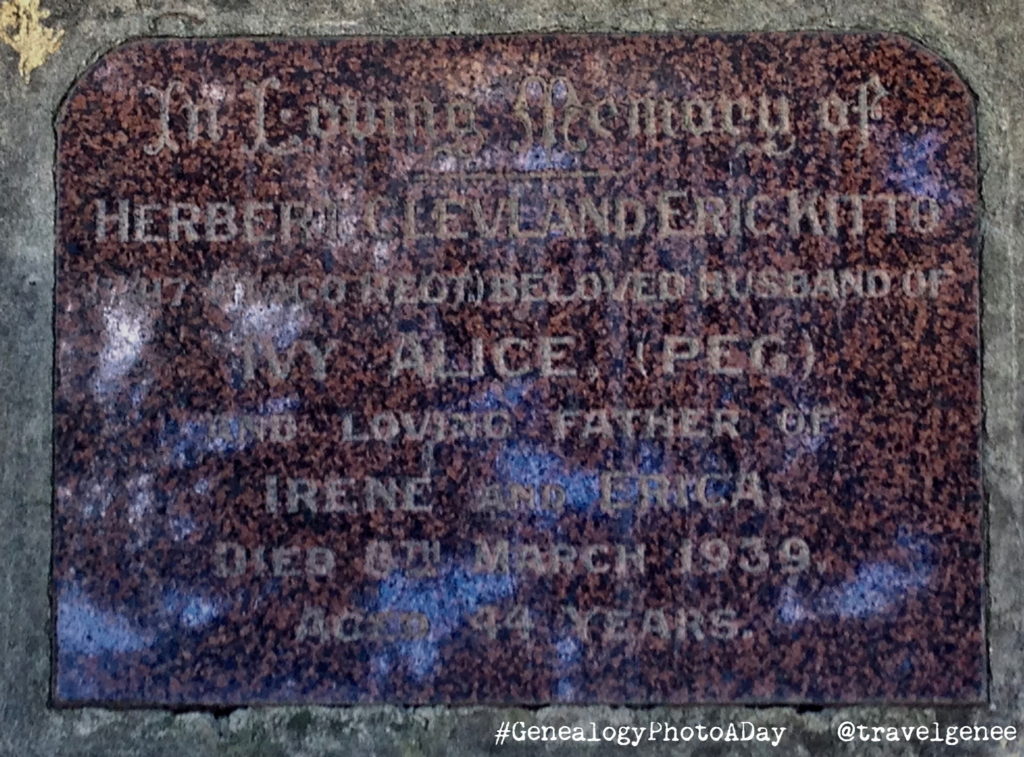 In Loving Memory of
HERBERT CLEVLAND ERIC KITTO
BELOVED HUSBAND OF
IVY ALICE, (PEG)
AND LOVING FATHER OF
IRENE AND ERICA.
DIED 8TH MARCH 1939.
AGED 44 YEARS.
#GenealogyPhotoADay @travelgenee